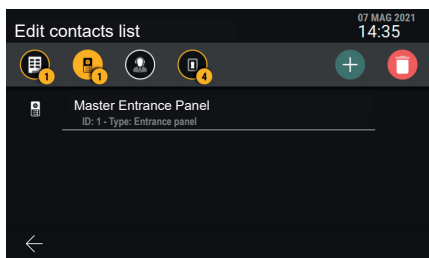 07 MAG 2021
Edit contacts list
14:35
1
1
4
Master Entrance Panel
ID: 1 - Type: Entrance panel